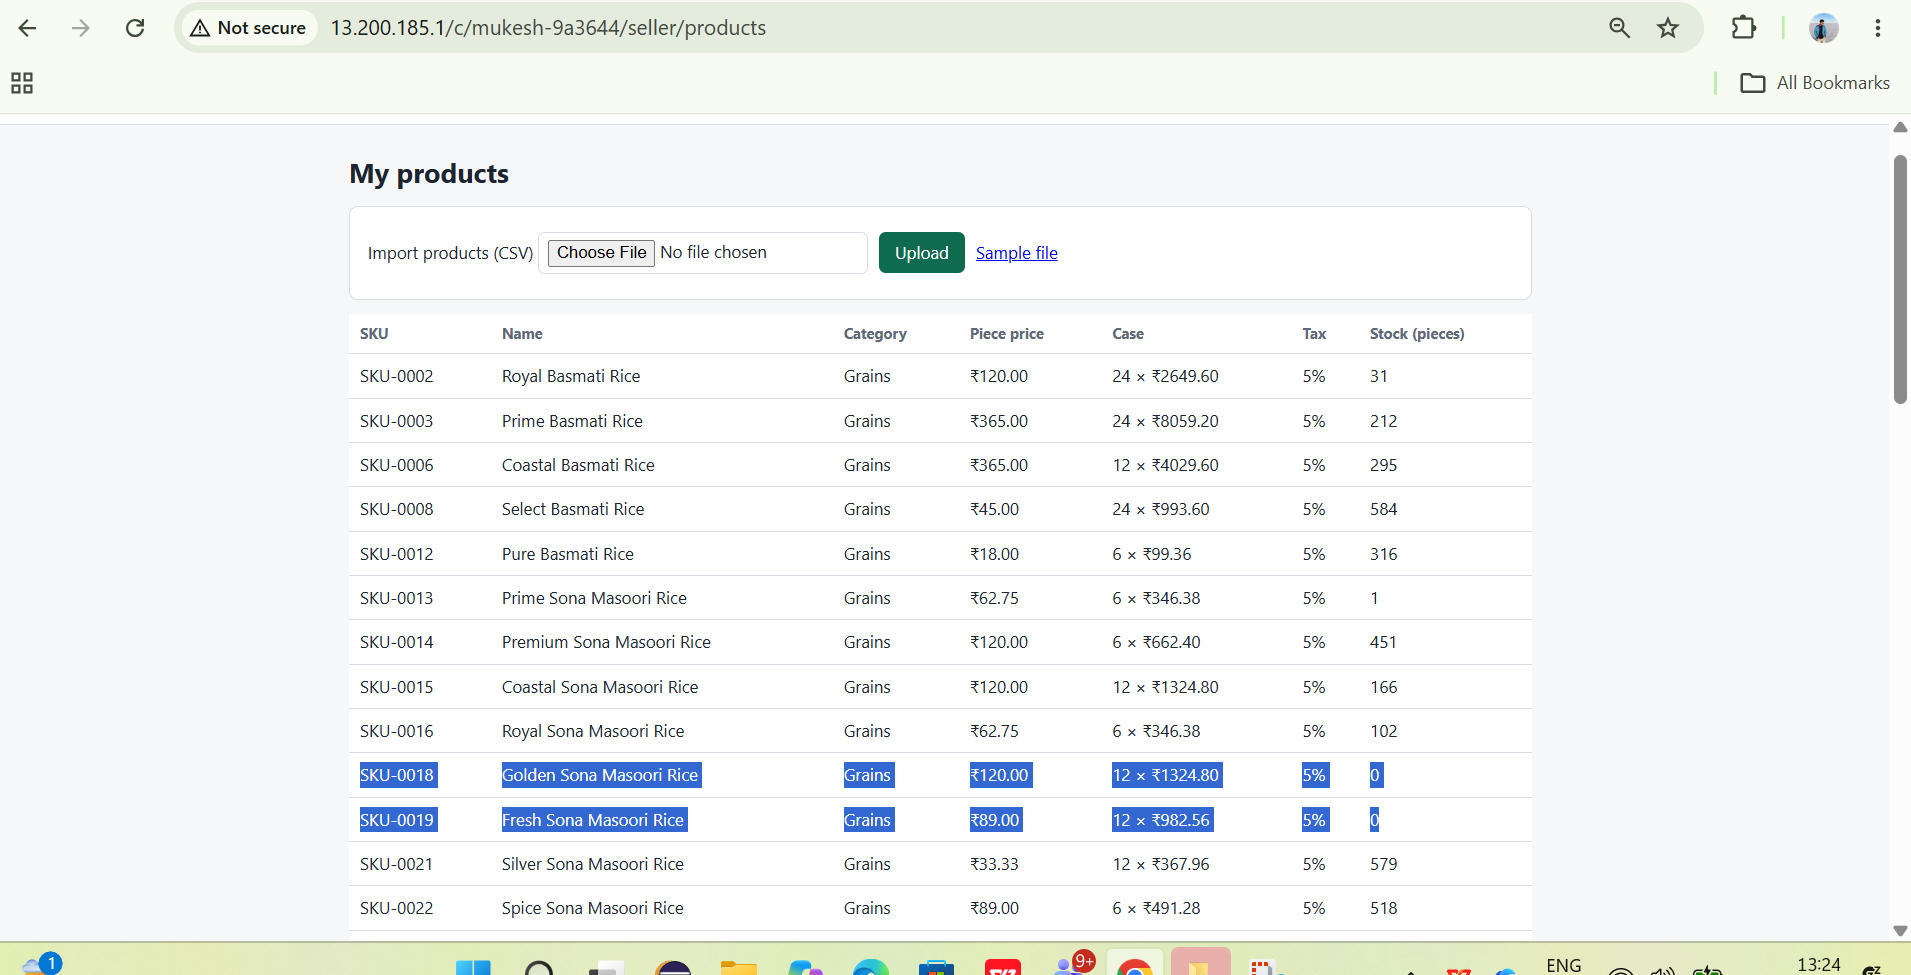 Not secure 13.200.185.1/c/mukesh-9a3644/seller/products
All Bookmarks
My products
Import products (CSV) Choose File No file chosen Upload Sample file
SKU Name Category Piece price Case Tax Stock (pieces)
SKU-0002 Royal Basmati Rice Grains ₹120.00 24 × ₹2649.60 5% 31
SKU-0003 Prime Basmati Rice Grains ₹365.00 24 × ₹8059.20 5% 212
SKU-0006 Coastal Basmati Rice Grains ₹365.00 12 × ₹4029.60 5% 295
SKU-0008 Select Basmati Rice Grains ₹45.00 24 × ₹993.60 5% 584
SKU-0012 Pure Basmati Rice Grains ₹18.00 6 × ₹99.36 5% 316
SKU-0013 Prime Sona Masoori Rice Grains ₹62.75 6 × ₹346.38 5% 1
SKU-0014 Premium Sona Masoori Rice Grains ₹120.00 6 × ₹662.40 5% 451
SKU-0015 Coastal Sona Masoori Rice Grains ₹120.00 12 × ₹1324.80 5% 166
SKU-0016 Royal Sona Masoori Rice Grains ₹62.75 6 × ₹346.38 5% 102
SKU-0018 Golden Sona Masoori Rice Grains ₹120.00 12 × ₹1324.80 5% 0
SKU-0019 Fresh Sona Masoori Rice Grains ₹89.00 12 × ₹982.56 5% 0
SKU-0021 Silver Sona Masoori Rice Grains ₹33.33 12 × ₹367.96 5% 579
SKU-0022 Spice Sona Masoori Rice Grains ₹89.00 6 × ₹491.28 5% 518
1 9+ ENG 13:24